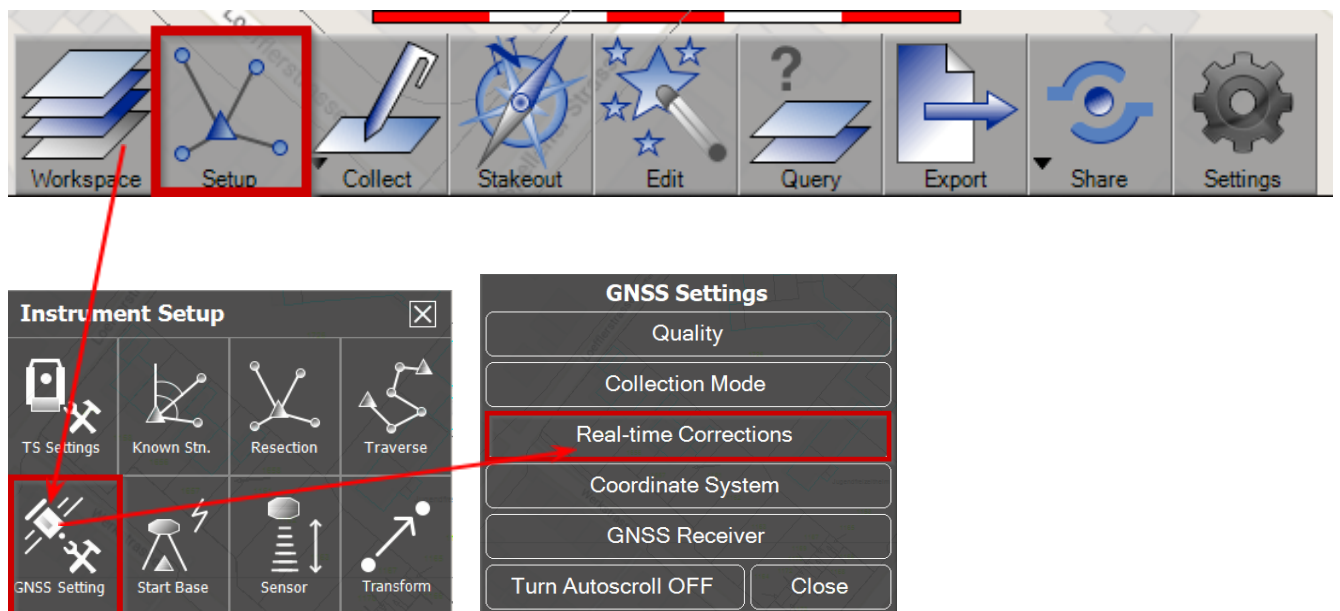 Workspace Setup Collect Stakeout Edit Query Export Share Settings
Instrument Setup
TS Settings Known Stn. Resection Traverse
GNSS Setting Start Base Sensor Transform
GNSS Settings
Quality
Collection Mode
Real-time Corrections
Coordinate System
GNSS Receiver
Turn Autoscroll OFF Close